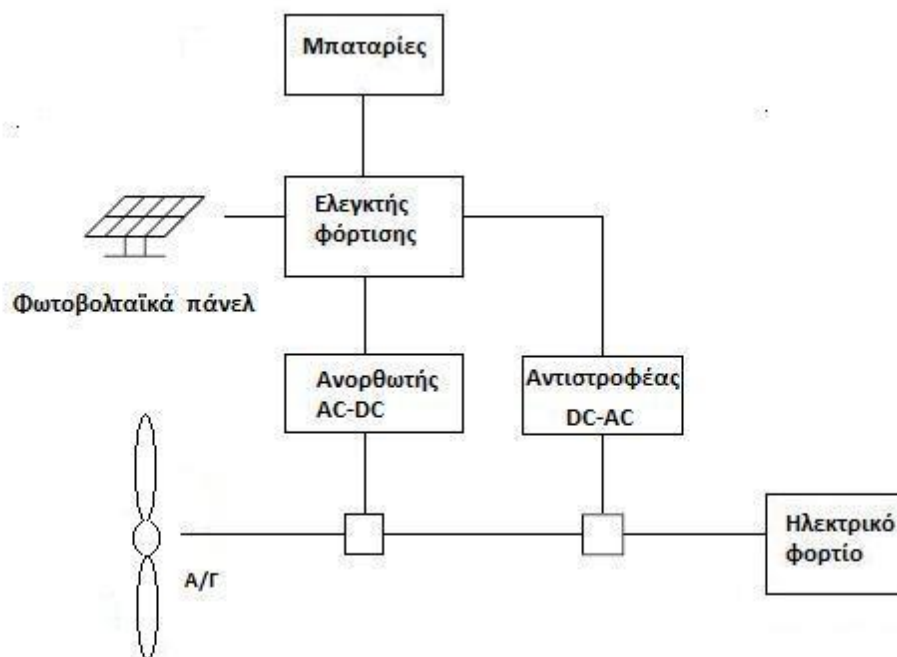 Μπαταρίες
Ελεγκτής
φόρτισης
Φωτοβολταϊκά πάνελ
Ανορθωτής
AC-DC
Αντιστροφέας
DC-AC
Ηλεκτρικό
φορτίο
Α/Γ